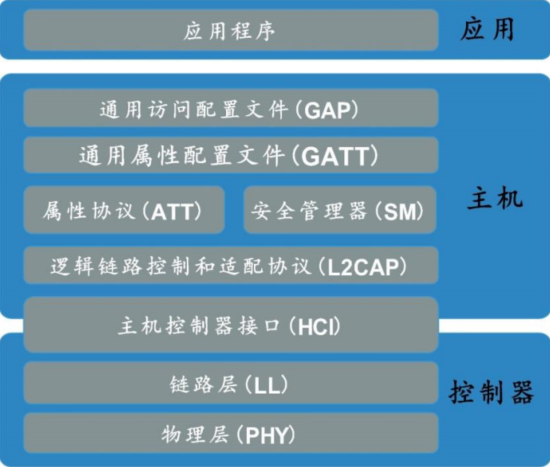 应用程序
应用
通用访问配置文件(GAP)
通用属性配置文件(GATT)
主机
属性协议(ATT)
安全管理器(SM)
逻辑链路控制和适配协议(L2CAP)
主机控制器接口(HCI)
链路层(LL)
控制器
物理层(PHY)